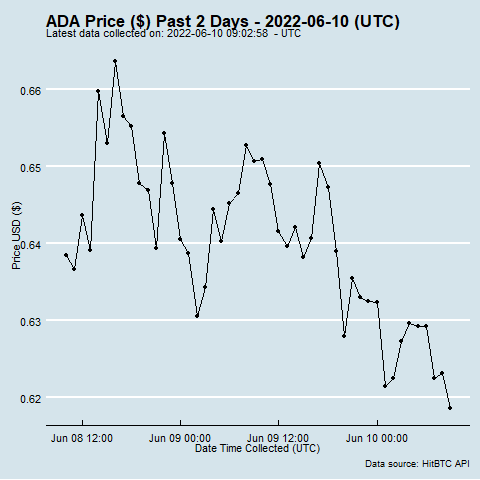 ADA Price ($) Past 2 Days - 2022-06-10 (UTC)
Latest data collected on: 2022-06-10 09:02:58 - UTC
0.66
0.65
0.64
0.63
0.62
Price USD ($)
Jun 08 12:00 Jun 09 00:00 Jun 09 12:00 Jun 10 00:00
Date Time Collected (UTC)
Data source: HitBTC API